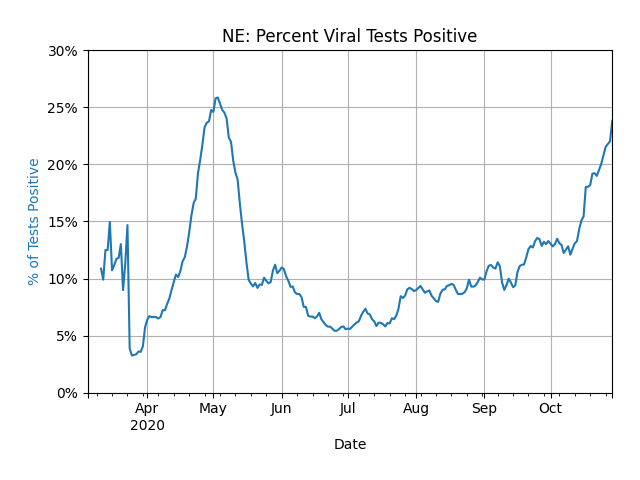 NE: Percent Viral Tests Positive
30%
25%
20%
15%
10%
5%
0%
% of Tests Positive
Apr May Jun Jul Aug Sep Oct
2020
Date